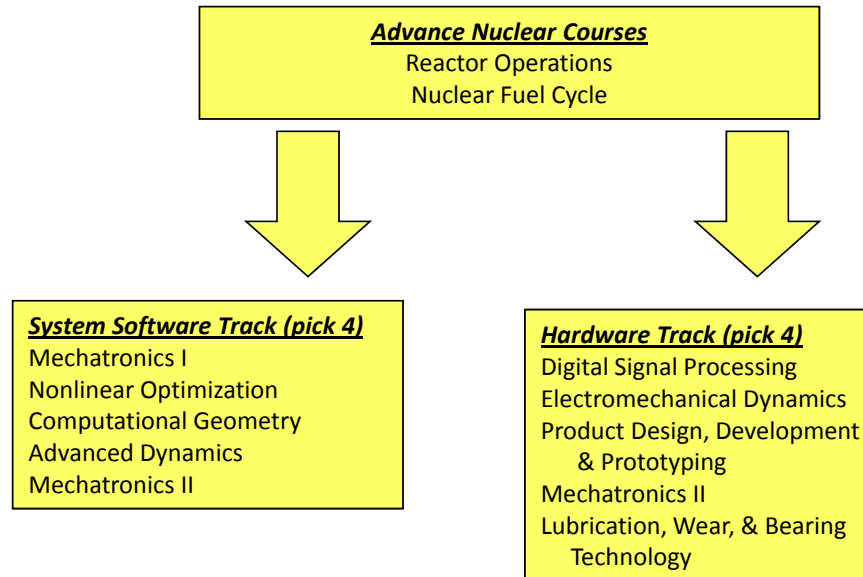 Advance Nuclear Courses
Reactor Operations
Nuclear Fuel Cycle
System Software Track (pick 4)
Mechatronics I
Nonlinear Optimization
Computational Geometry
Advanced Dynamics
Mechatronics II
Hardware Track (pick 4)
Digital Signal Processing
Electromechanical Dynamics
Product Design, Development
& Prototyping
Mechatronics II
Lubrication, Wear, & Bearing
Technology